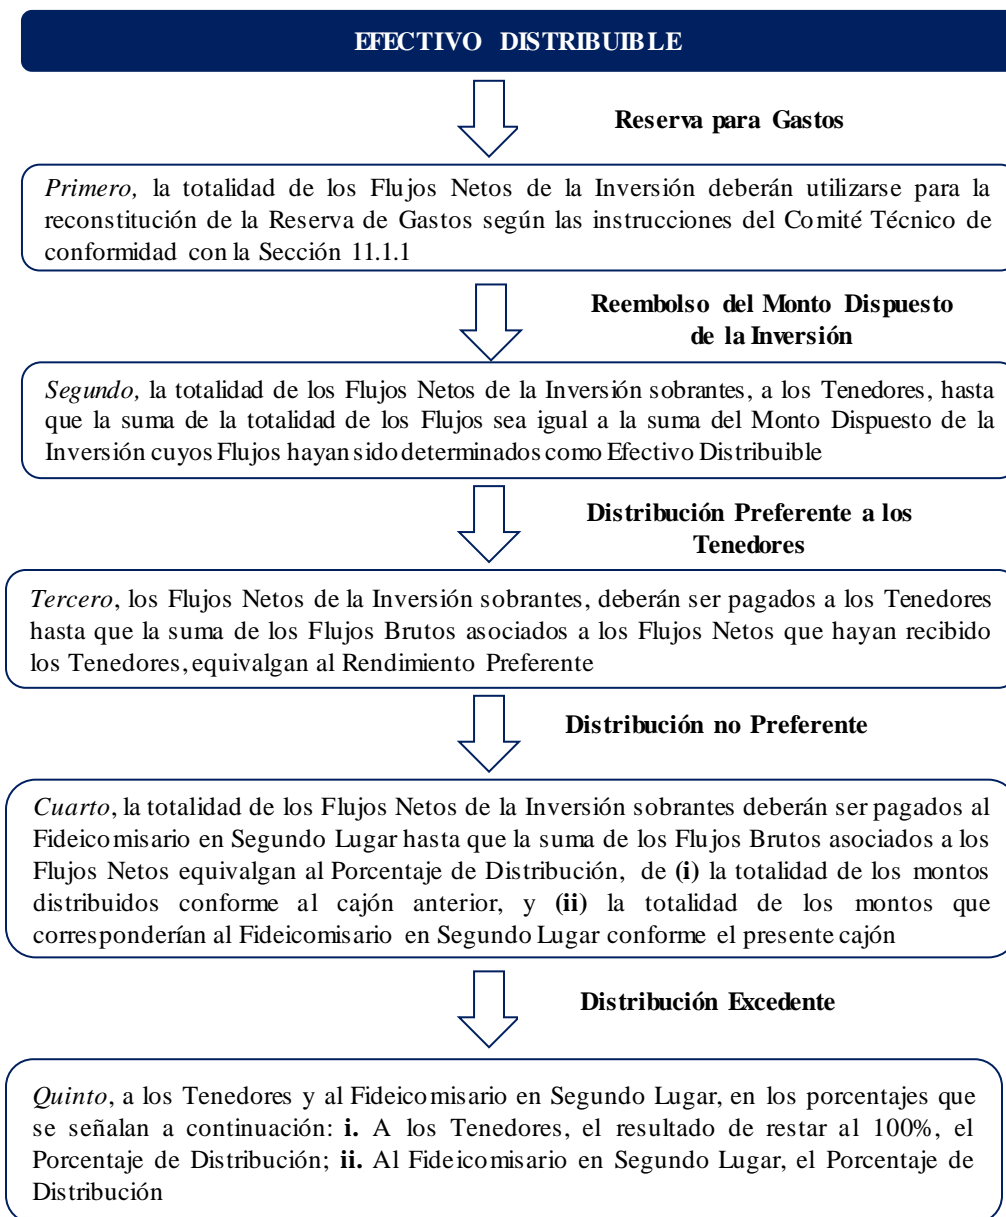 EFECTIVO DISTRIBUIBLE
Reserva para Gastos
Primero, la totalidad de los Flujos Netos de la Inversión deberán utilizarse para la
reconstitución de la Reserva de Gastos según las instrucciones del Comité Técnico de
conformidad con la Sección 11.1.1
Reembolso del Monto Dispuesto
de la Inversión
Segundo, la totalidad de los Flujos Netos de la Inversión sobrantes, a los Tenedores, hasta
que la suma de la totalidad de los Flujos sea igual a la suma del Monto Dispuesto de la
Inversión cuyos Flujos hayan sido determinados como Efectivo Distribuible
Distribución Preferente a los
Tenedores
Tercero, los Flujos Netos de la Inversión sobrantes, deberán ser pagados a los Tenedores
hasta que la suma de los Flujos Brutos asociados a los Flujos Netos que hayan recibido
los Tenedores, equivalgan al Rendimiento Preferente
Distribución no Preferente
Cuarto, la totalidad de los Flujos Netos de la Inversión sobrantes deberán ser pagados al
Fideicomisario en Segundo Lugar hasta que la suma de los Flujos Brutos asociados a los
Flujos Netos equivalgan al Porcentaje de Distribución, de (i) la totalidad de los montos
distribuidos conforme al cajón anterior, y (ii) la totalidad de los montos que
corresponderían al Fideicomisario en Segundo Lugar conforme el presente cajón
Distribución Excedente
Quinto, a los Tenedores y al Fideicomisario en Segundo Lugar, en los porcentajes que
se señalan a continuación: i. A los Tenedores, el resultado de restar al 100%, el
Porcentaje de Distribución; ii. Al Fideicomisario en Segundo Lugar, el Porcentaje de
Distribución